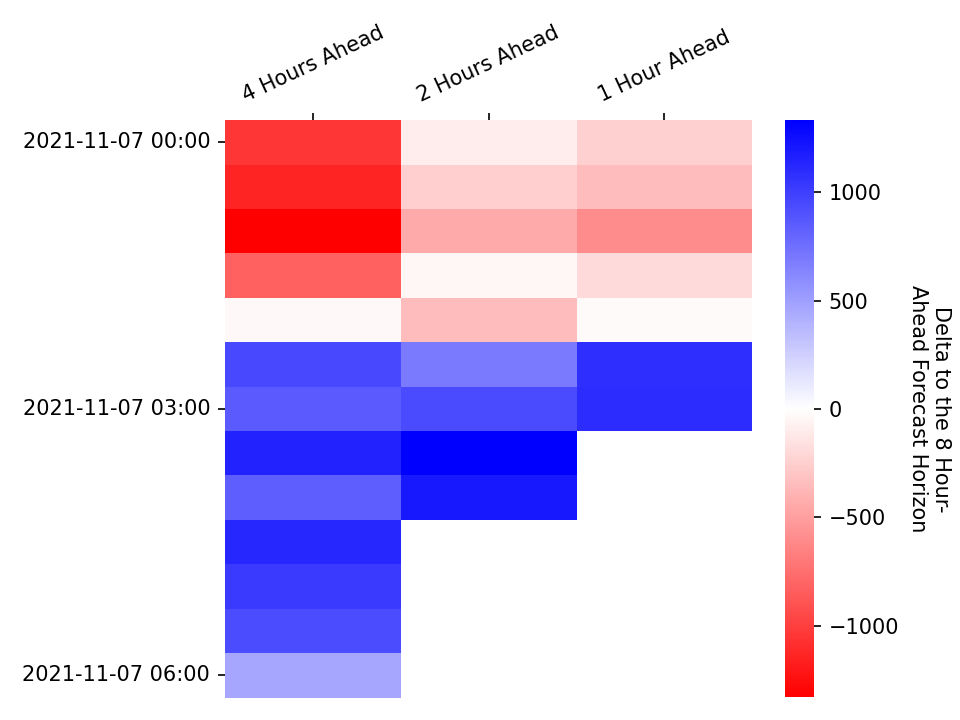 4 Hours Ahead
2 Hours Ahead
1 Hour Ahead
2021-11-07 00:00
2021-11-07 03:00
2021-11-07 06:00
1000
500
0
−500
−1000
Delta to the 8 Hour-
Ahead Forecast Horizon